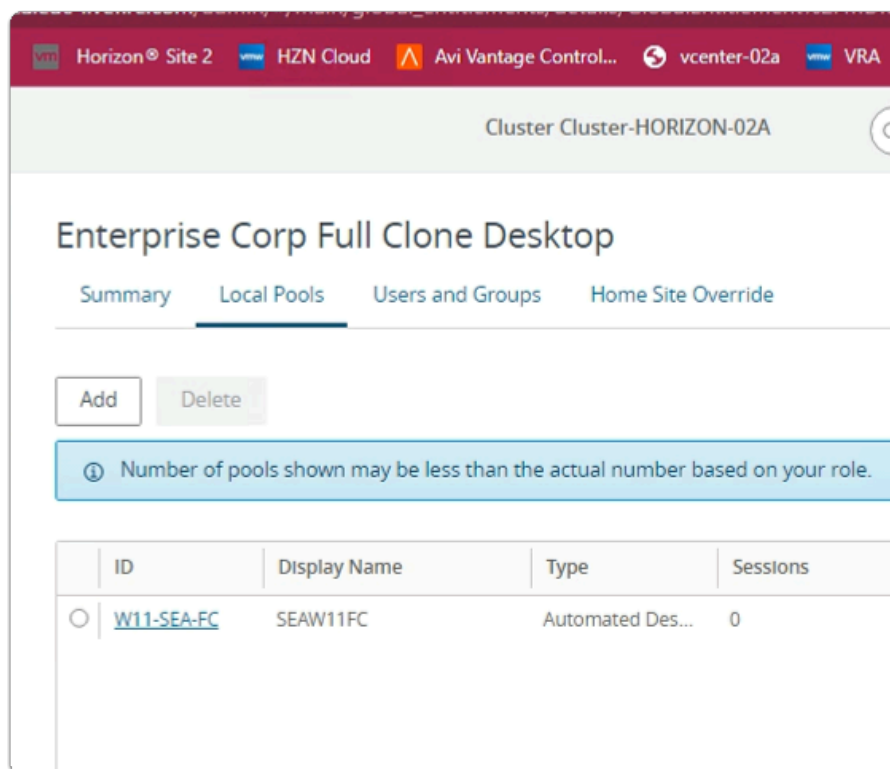 Horizon® Site 2 vmw HZN Cloud Avi Vantage Control... vcenter-02a vmw VRA
Cluster Cluster-HORIZON-02A
Enterprise Corp Full Clone Desktop
Summary Local Pools Users and Groups Home Site Override
Add Delete
Number of pools shown may be less than the actual number based on your role.
ID Display Name Type Sessions
W11-SEA-FC SEAW11FC Automated Des... 0